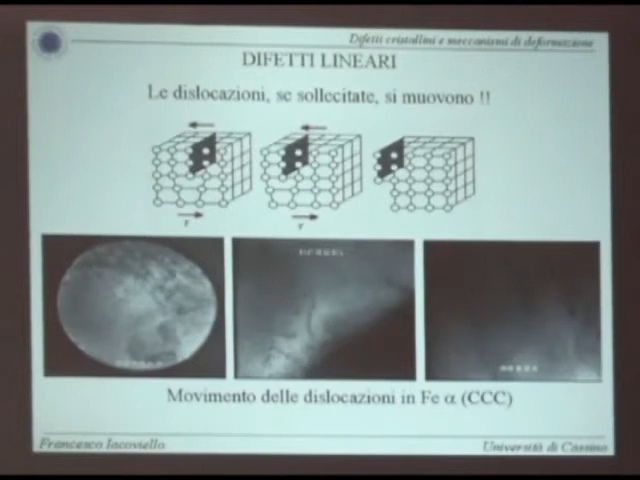 Difetti cristallini e meccanismi di deformazione
DIFETTI LINEARI
Le dislocazioni, se sollecitate, si muovono !!
τ
τ
Movimento delle dislocazioni in Fe α (CCC)
Francesco Iacoviello
Università di Cassino